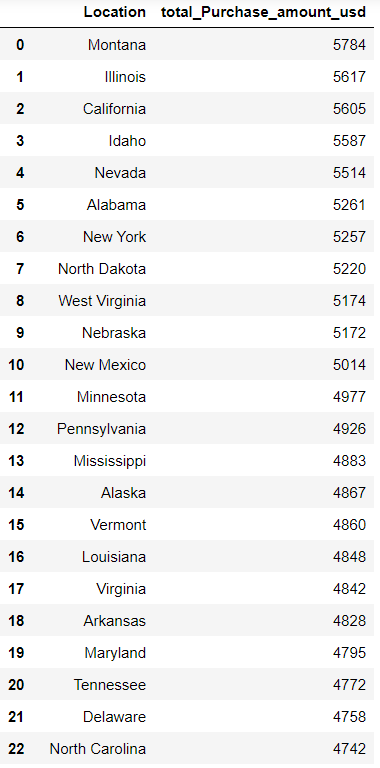 Location total_Purchase_amount_usd
0 Montana 5784
1 Illinois 5617
2 California 5605
3 Idaho 5587
4 Nevada 5514
5 Alabama 5261
6 New York 5257
7 North Dakota 5220
8 West Virginia 5174
9 Nebraska 5172
10 New Mexico 5014
11 Minnesota 4977
12 Pennsylvania 4926
13 Mississippi 4883
14 Alaska 4867
15 Vermont 4860
16 Louisiana 4848
17 Virginia 4842
18 Arkansas 4828
19 Maryland 4795
20 Tennessee 4772
21 Delaware 4758
22 North Carolina 4742